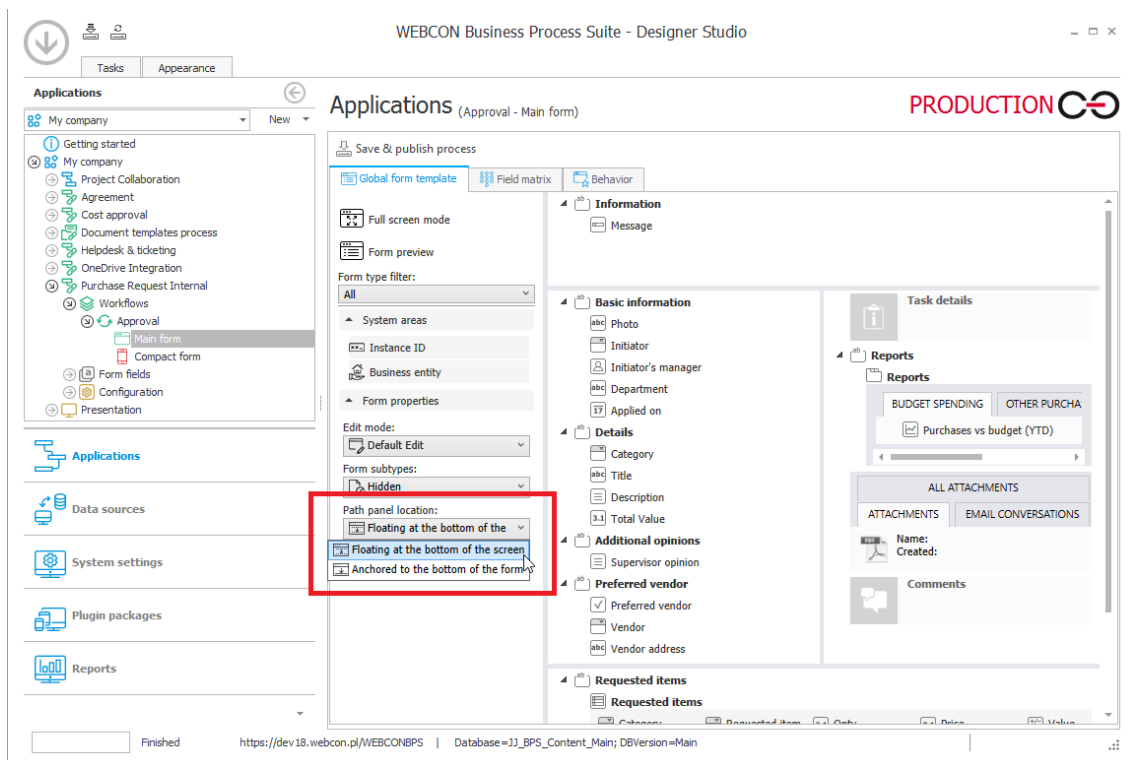 WEBCON Business Process Suite - Designer Studio
Tasks Appearance
Applications
My company New
Getting started
My company
Project Collaboration
Agreement
Cost approval
Document templates process
Helpdesk & ticketing
OneDrive Integration
Purchase Request Internal
Workflows
Approval
Main form
Compact form
Form fields
Configuration
Presentation
Applications
Data sources
System settings
Plugin packages
Reports
Applications (Approval - Main form)
PRODUCTION
Save & publish process
Global form template Field matrix Behavior
Full screen mode
Form preview
Form type filter:
All
System areas
Instance ID
Business entity
Form properties
Edit mode:
Default Edit
Form subtypes:
Hidden
Path panel location:
Floating at the bottom of the
Floating at the bottom of the screen
Anchored to the bottom of the form
Information
Message
Basic information
Photo
Initiator
Initiator's manager
Department
Applied on
Details
Category
Title
Description
Total Value
Additional opinions
Supervisor opinion
Preferred vendor
Preferred vendor
Vendor
Vendor address
Task details
Reports
Reports
BUDGET SPENDING OTHER PURCHA
Purchases vs budget (YTD)
ALL ATTACHMENTS
ATTACHMENTS EMAIL CONVERSATIONS
PDF
Name:
Created:
Comments
Requested items
Requested items
Category Requested item Qnty Price Value
Finished https://dev18.webcon.pl/WEBCONBPS | Database=JJ_BPS_Content_Main; DBVersion=Main